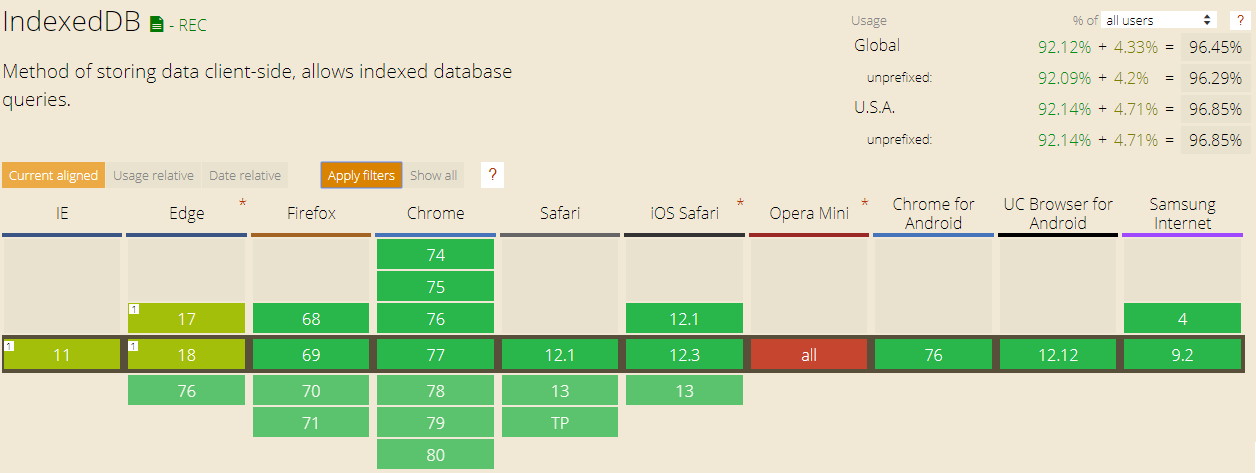 IndexedDB - REC
Usage % of all users ?
Global 92.12% + 4.33% = 96.45%
unprefixed: 92.09% + 4.2% = 96.29%
U.S.A. 92.14% + 4.71% = 96.85%
unprefixed: 92.14% + 4.71% = 96.85%
Method of storing data client-side, allows indexed database
queries.
Current aligned Usage relative Date relative Apply filters Show all ?
IE Edge * Firefox Chrome Safari iOS Safari * Opera Mini * Chrome for Android UC Browser for Android Samsung Internet
74
75
1 17 68 76 12.1 4
1 11 1 18 69 77 12.1 12.3 all 76 12.12 9.2
76 70 78 13 13
71 79 TP
80